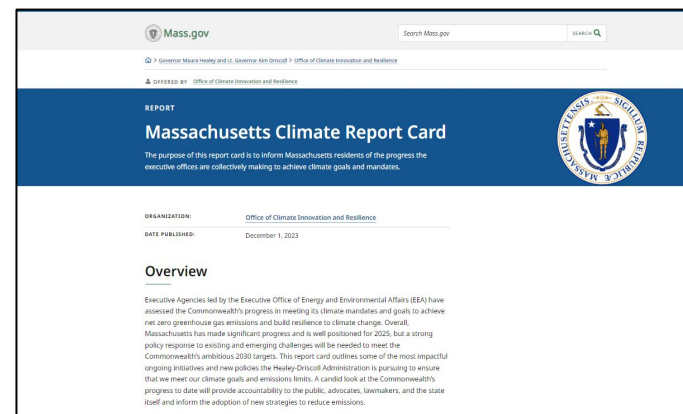 Mass.gov
Search Mass.gov
SEARCH
> Governor Maura Healey and Lt. Governor Kim Driscoll > Office of Climate Innovation and Resilience
OFFERED BY Office of Climate Innovation and Resilience
REPORT
Massachusetts Climate Report Card
The purpose of this report card is to inform Massachusetts residents of the progress the
executive offices are collectively making to achieve climate goals and mandates.
SIGILLUM REIPUBLICÆ MASSACHUSETTENSIS
ORGANIZATION: Office of Climate Innovation and Resilience
DATE PUBLISHED: December 1, 2023
Overview
Executive Agencies led by the Executive Office of Energy and Environmental Affairs (EEA) have
assessed the Commonwealth's progress in meeting its climate mandates and goals to achieve
net zero greenhouse gas emissions and build resilience to climate change. Overall,
Massachusetts has made significant progress and is well positioned for 2025, but a strong
policy response to existing and emerging challenges will be needed to meet the
Commonwealth's ambitious 2030 targets. This report card outlines some of the most impactful
ongoing initiatives and new policies the Healey-Driscoll Administration is pursuing to ensure
that we meet our climate goals and emissions limits. A candid look at the Commonwealth's
progress to date will provide accountability to the public, advocates, lawmakers, and the state
itself and inform the adoption of new strategies to reduce emissions.